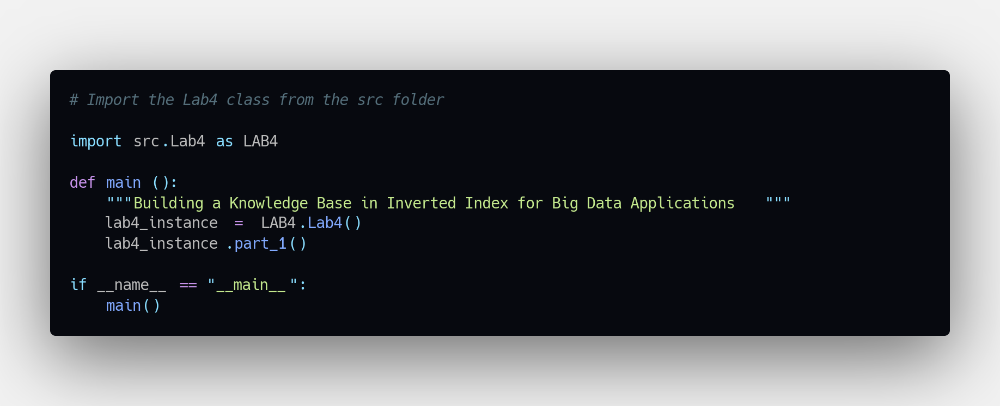 # Import the Lab4 class from the src folder
import src.Lab4 as LAB4
def main ():
    """Building a Knowledge Base in Inverted Index for Big Data Applications   """
    lab4_instance = LAB4.Lab4()
    lab4_instance .part_1()
if __name__ == "__main__":
    main()